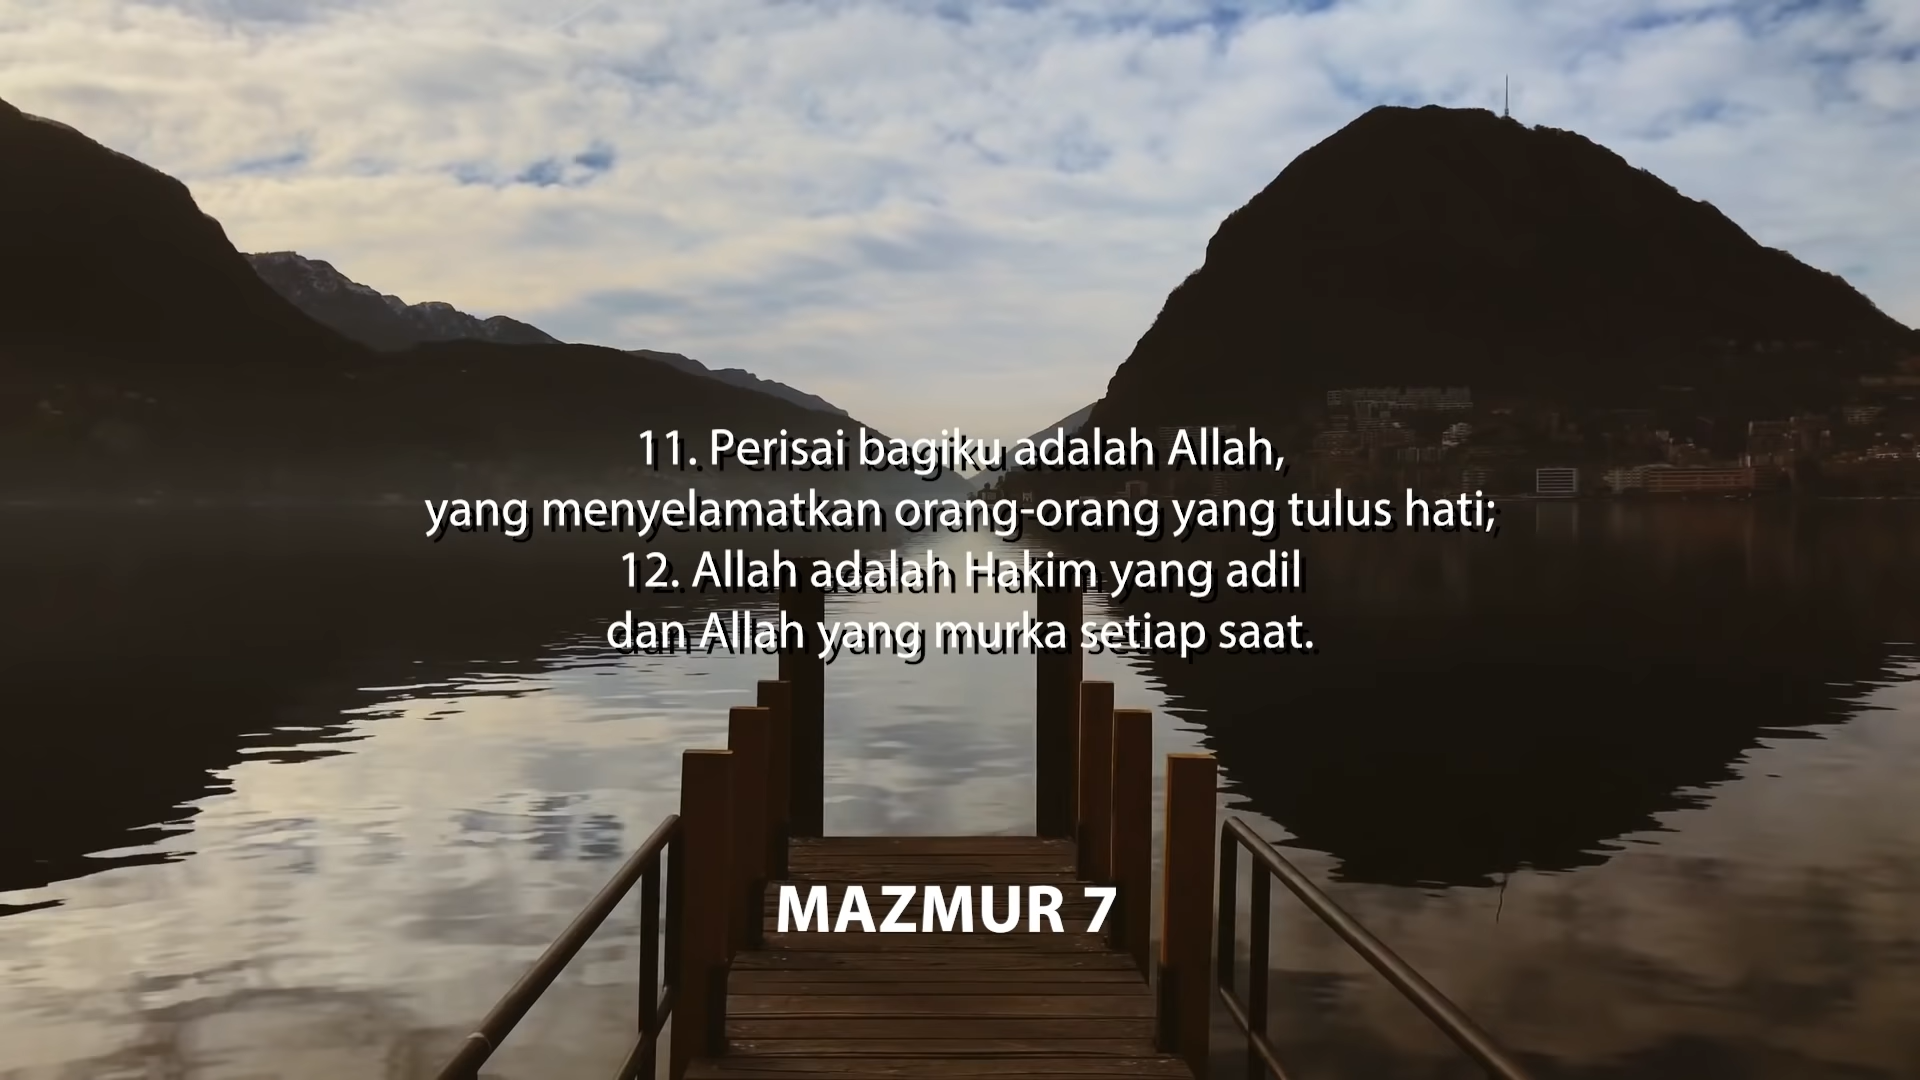 11. Perisai bagiku adalah Allah,
yang menyelamatkan orang-orang yang tulus hati;
12. Allah adalah Hakim yang adil
dan Allah yang murka setiap saat.
MAZMUR 7